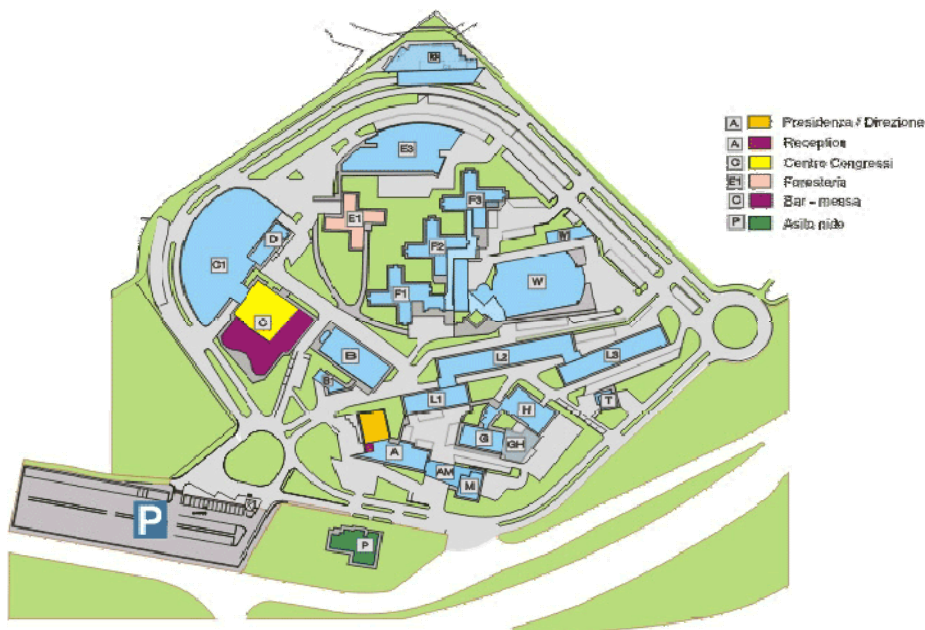 E3
E1
F3
D
F2
C1
W
F1
C
L2
L3
L1
T
H
G
GH
A
AM
Mi
P
P
A Presidenza / Direzione
A Reception
C Centro Congressi
E1 Foresteria
C Bar - mensa
P Asilo nido